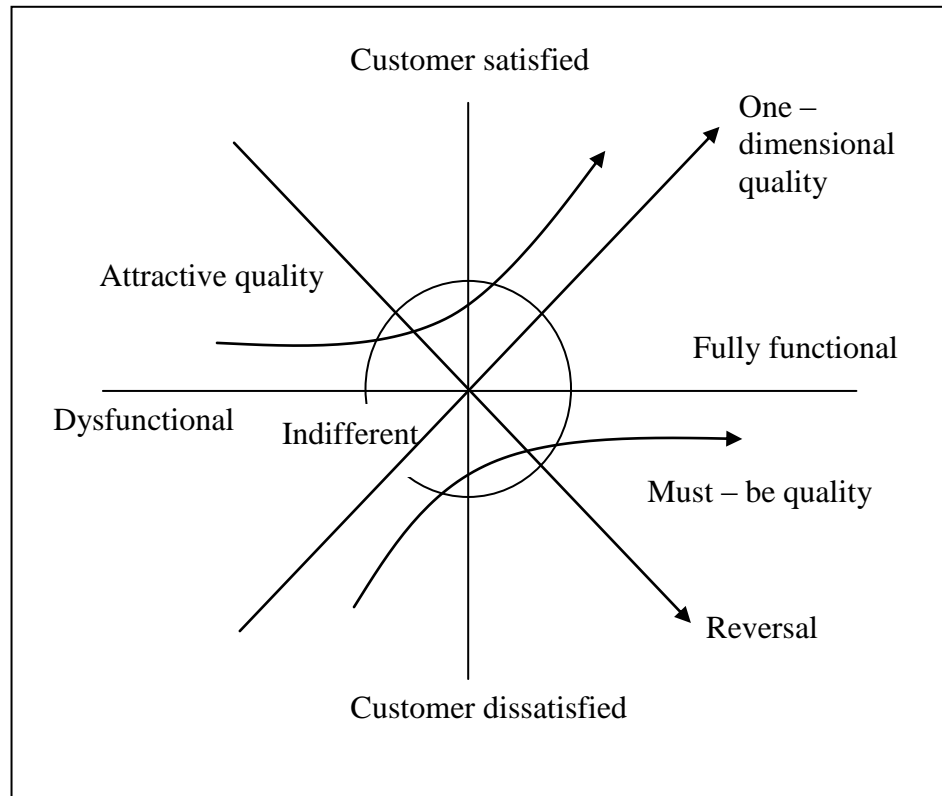 Customer satisfied
One –
dimensional
quality
Attractive quality
Fully functional
Dysfunctional
Indifferent
Must – be quality
Reversal
Customer dissatisfied